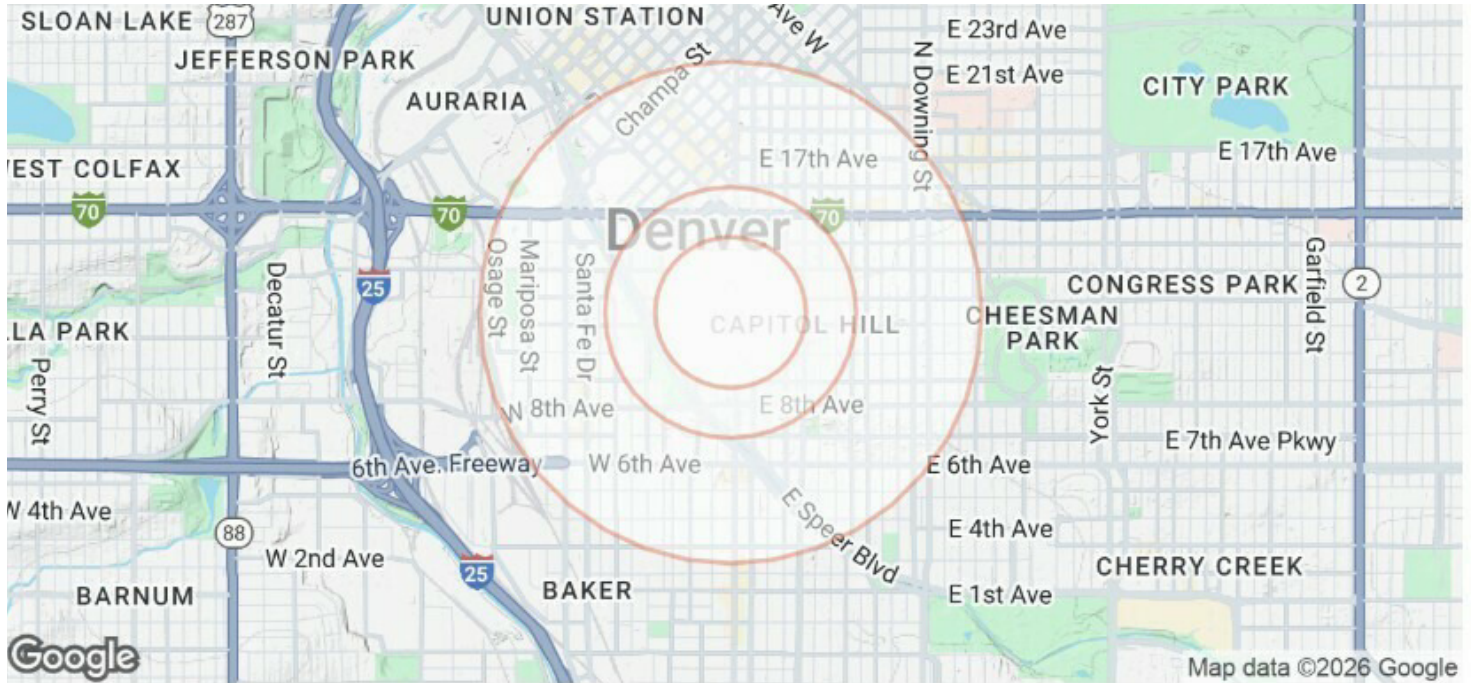 SLOAN LAKE
287
UNION STATION
Ave W
E 23rd Ave
JEFFERSON PARK
Champa St
N Downing St
E 21st Ave
CITY PARK
AURARIA
E 17th Ave
E 17th Ave
WEST COLFAX
70
70
Denver
70
Osage St
Mariposa St
Santa Fe Dr
Decatur St
25
CONGRESS PARK
Garfield St
2
CAPITOL HILL
CHEESMAN
PARK
LLA PARK
Perry St
York St
W 8th Ave
E 8th Ave
E 7th Ave Pkwy
6th Ave. Freeway
W 6th Ave
E 6th Ave
W 4th Ave
88
E Speer Blvd
E 4th Ave
W 2nd Ave
25
BAKER
CHERRY CREEK
BARNUM
E 1st Ave
Google
Map data ©2026 Google